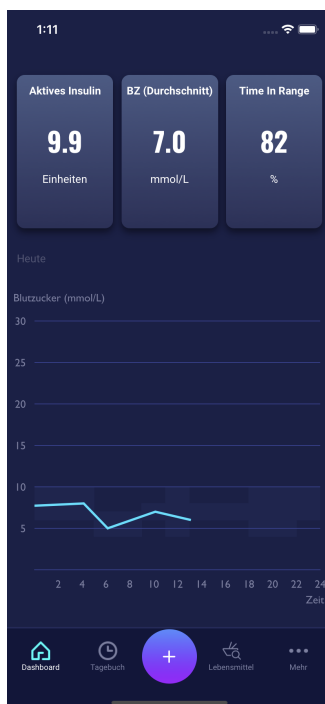 1:11
Aktives Insulin BZ (Durchschnitt) Time In Range
9.9 7.0 82
Einheiten mmol/L %
Heute
Blutzucker (mmol/L)
30
25
20
15
10
5
2 4 6 8 10 12 14 16 18 20 22 24
Zeit
+
Dashboard Tagebuch Lebensmittel Mehr